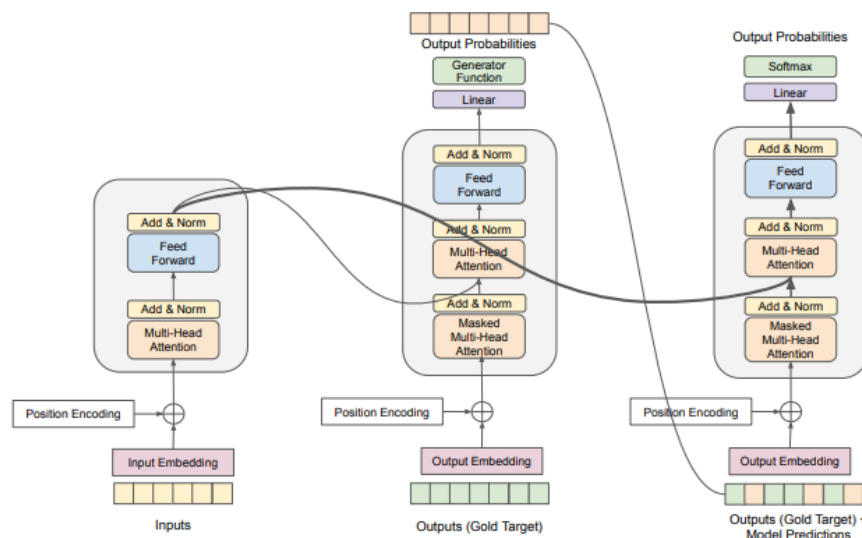 Output Probabilities
Generator
Function
Linear
Add & Norm
Feed
Forward
Add & Norm
Multi-Head
Attention
Add & Norm
Masked
Multi-Head
Attention
Position Encoding
Output Embedding
Outputs (Gold Target)
Add & Norm
Feed
Forward
Add & Norm
Multi-Head
Attention
Position Encoding
Input Embedding
Inputs
Output Probabilities
Softmax
Linear
Add & Norm
Feed
Forward
Add & Norm
Multi-Head
Attention
Add & Norm
Masked
Multi-Head
Attention
Position Encoding
Output Embedding
Outputs (Gold Target)
Model Predictions